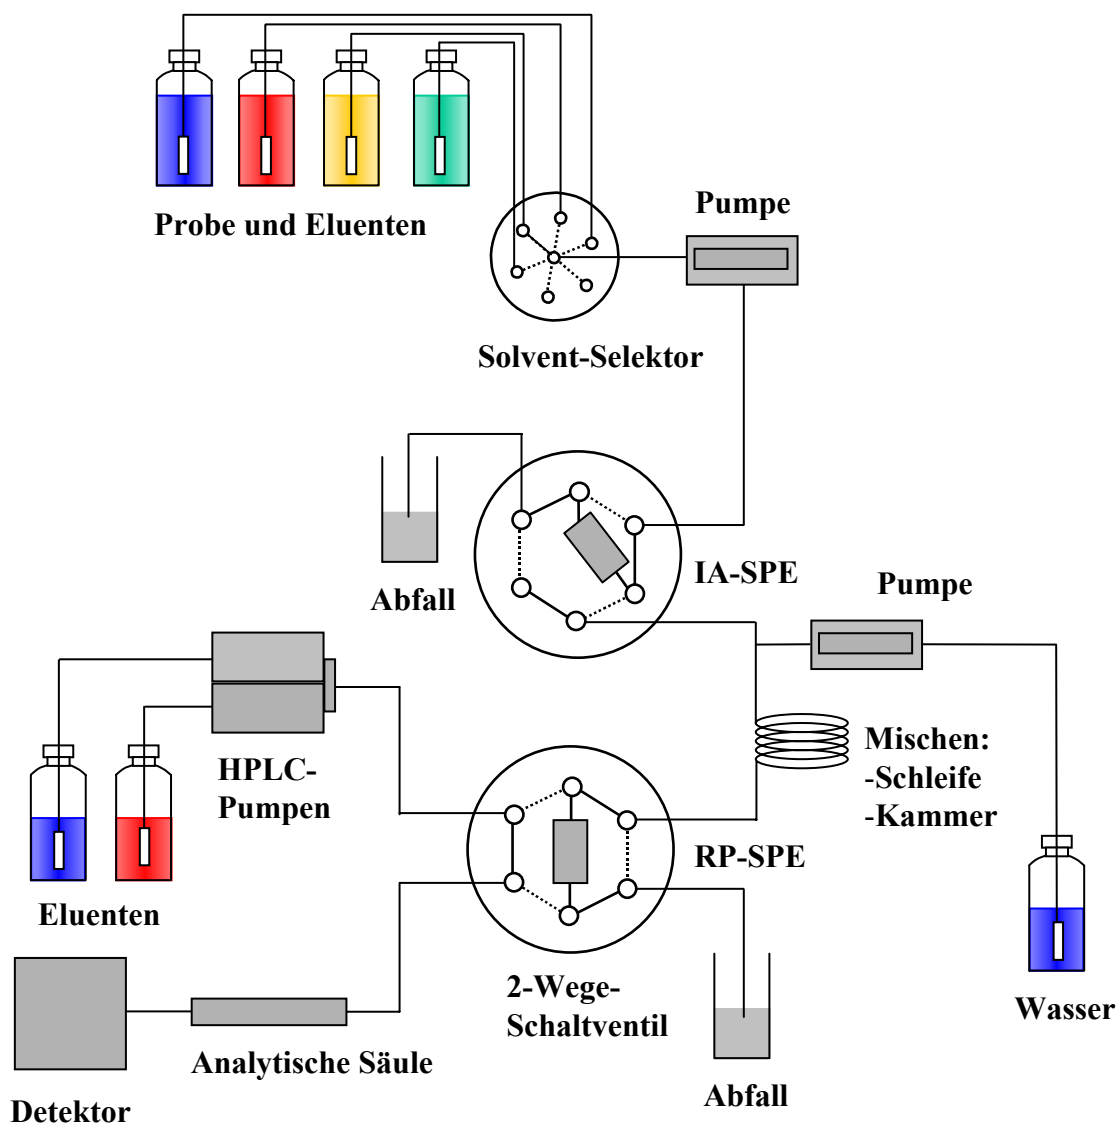 Probe und Eluenten
Pumpe
Solvent-Selektor
Abfall
IA-SPE
Pumpe
HPLC-
Pumpen
Mischen:
-Schleife
-Kammer
RP-SPE
Eluenten
2-Wege-
Schaltventil
Wasser
Analytische Säule
Abfall
Detektor